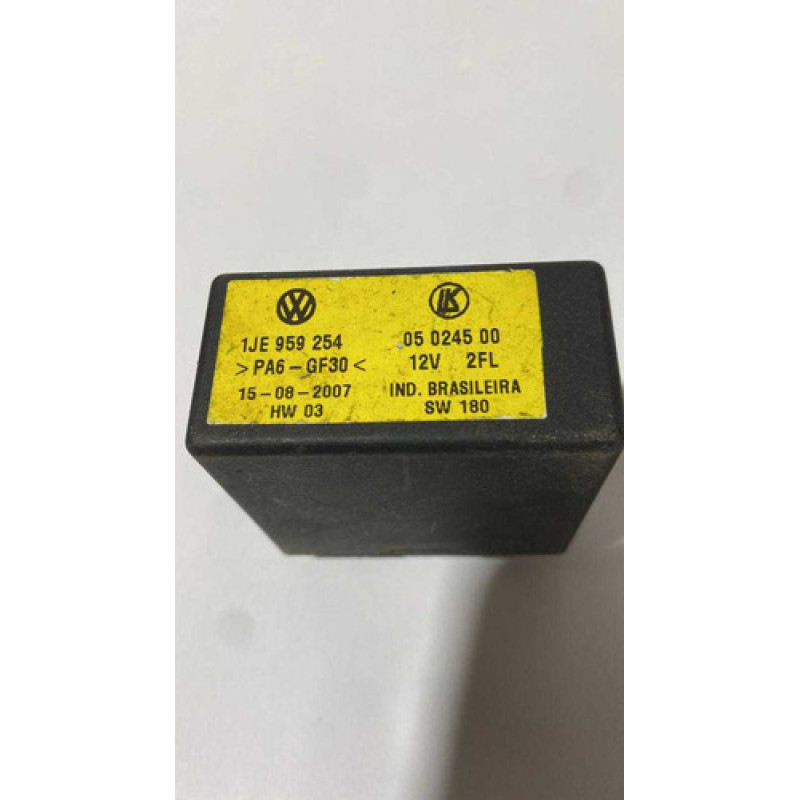 1JE 959 254
>PA6-GF30<
15-08-2007
HW 03
LK
05 0245 00
12V 2FL
IND. BRASILEIRA
SW 180